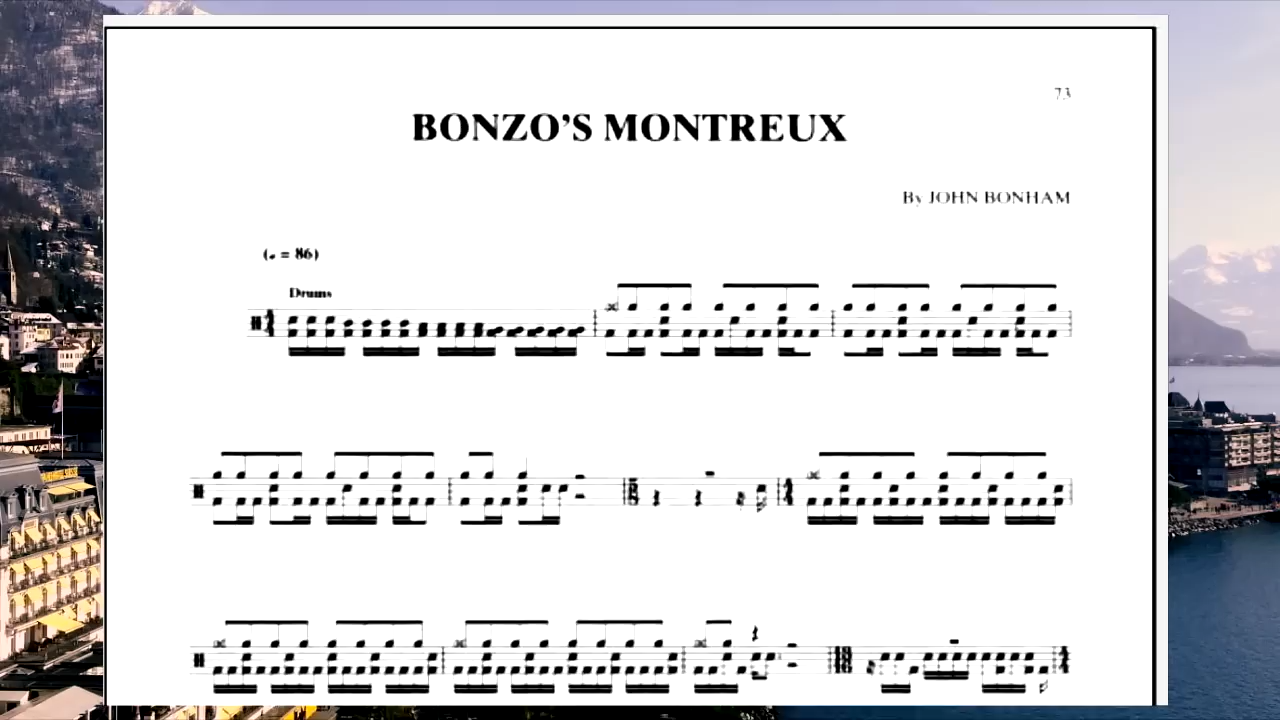 73
BONZO'S MONTREUX
By JOHN BONHAM
(♩ = 86)
Drums